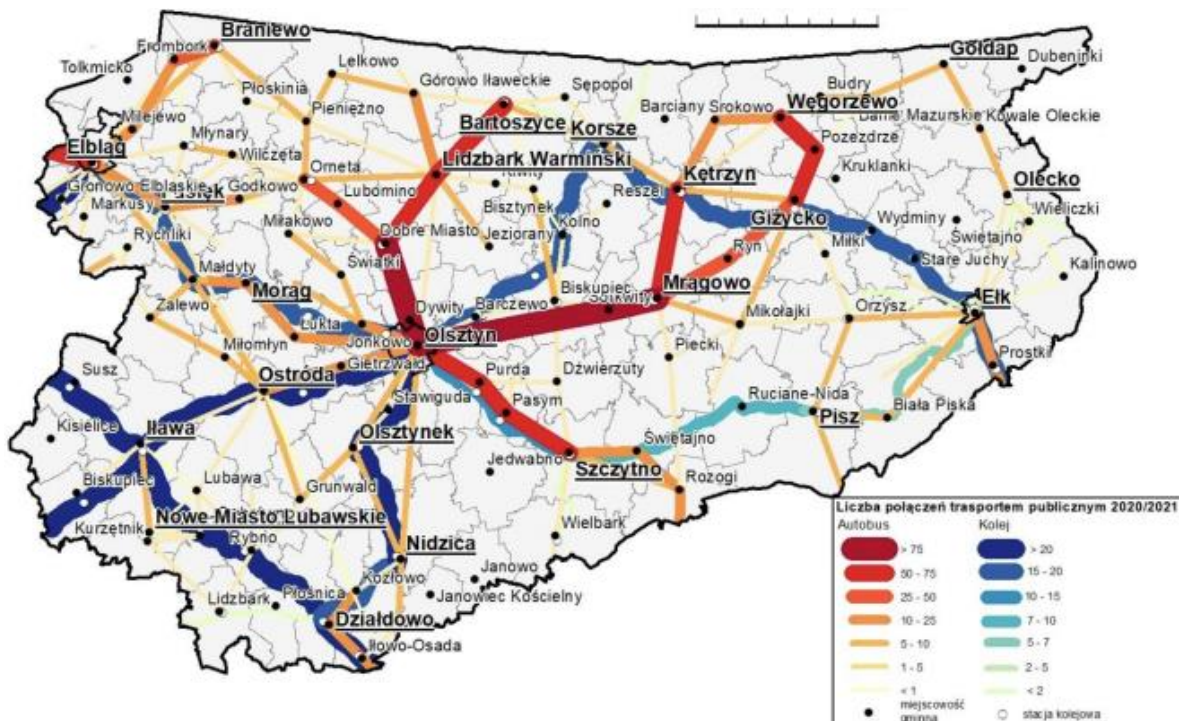 Braniewo
Frombork
Tolkmicko
Płoskinia
Lelkowo
Górowo Iławeckie
Sępopol
Pieniężno
Bartoszyce
Korsze
Barciany
Srokowo
Węgorzewo
Budry
Gołdap
Dubeninki
Mazurskie
Kowale Oleckie
Pozezdrze
Kruklanki
Milejewo
Młynary
Wilczęta
Elbląg
Orneta
Lidzbark Warmiński
Kętrzyn
Olecko
Gronowo Elbląskie
Godkowo
Lubomino
Kiwity
Reszel
Giżycko
Wieliczki
Markusy
Bisztynek
Wydminy
Świętajno
Rychliki
Miłakowo
Dobre Miasto
Jeziorany
Kolno
Ryn
Miłki
Stare Juchy
Kalinowo
Świątki
Małdyty
Morąg
Biskupiec
Sorkwity
Mrągowo
Ełk
Zalewo
Dywity
Barczewo
Mikołajki
Orzysz
Łukta
Olsztyn
Jonkowo
Miłomłyn
Gietrzwałd
Piecki
Prostki
Susz
Ostróda
Purda
Dźwierzuty
Stawiguda
Pasym
Ruciane-Nida
Biała Piska
Kisielice
Pisz
Iława
Olsztynek
Jedwabno
Świętajno
Szczytno
Rozogi
Biskupiec
Lubawa
Grunwald
Kurzętnik
Nowe Miasto Lubawskie
Rybno
Wielbark
Nidzica
Kozłowo
Janowo
Lidzbark
Płośnica
Janowiec Kościelny
Działdowo
Iłowo-Osada
Liczba połączeń trasportem publicznym 2020/2021
Autobus Kolej
> 75 > 20
50 - 75 15 - 20
25 - 50 10 - 15
10 - 25 7 - 10
5 - 10 5 - 7
1 - 5 2 - 5
< 1 < 2
miejscowość stacja kolejowa
gminna